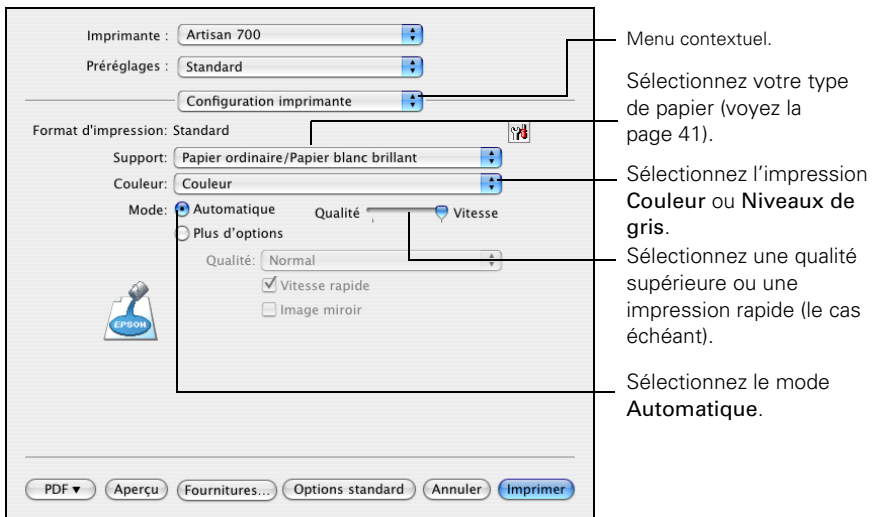 Imprimante : Artisan 700
Préréglages : Standard
Configuration imprimante
Format d'impression: Standard
Support: Papier ordinaire/Papier blanc brillant
Couleur: Couleur
Mode: Automatique Qualité Vitesse
Plus d'options
Qualité: Normal
Vitesse rapide
Image miroir
EPSON
PDF ▼ Aperçu Fournitures... Options standard Annuler Imprimer
Menu contextuel.
Sélectionnez votre type
de papier (voyez la
page 41).
Sélectionnez l'impression
Couleur ou Niveaux de
gris.
Sélectionnez une qualité
supérieure ou une
impression rapide (le cas
échéant).
Sélectionnez le mode
Automatique.